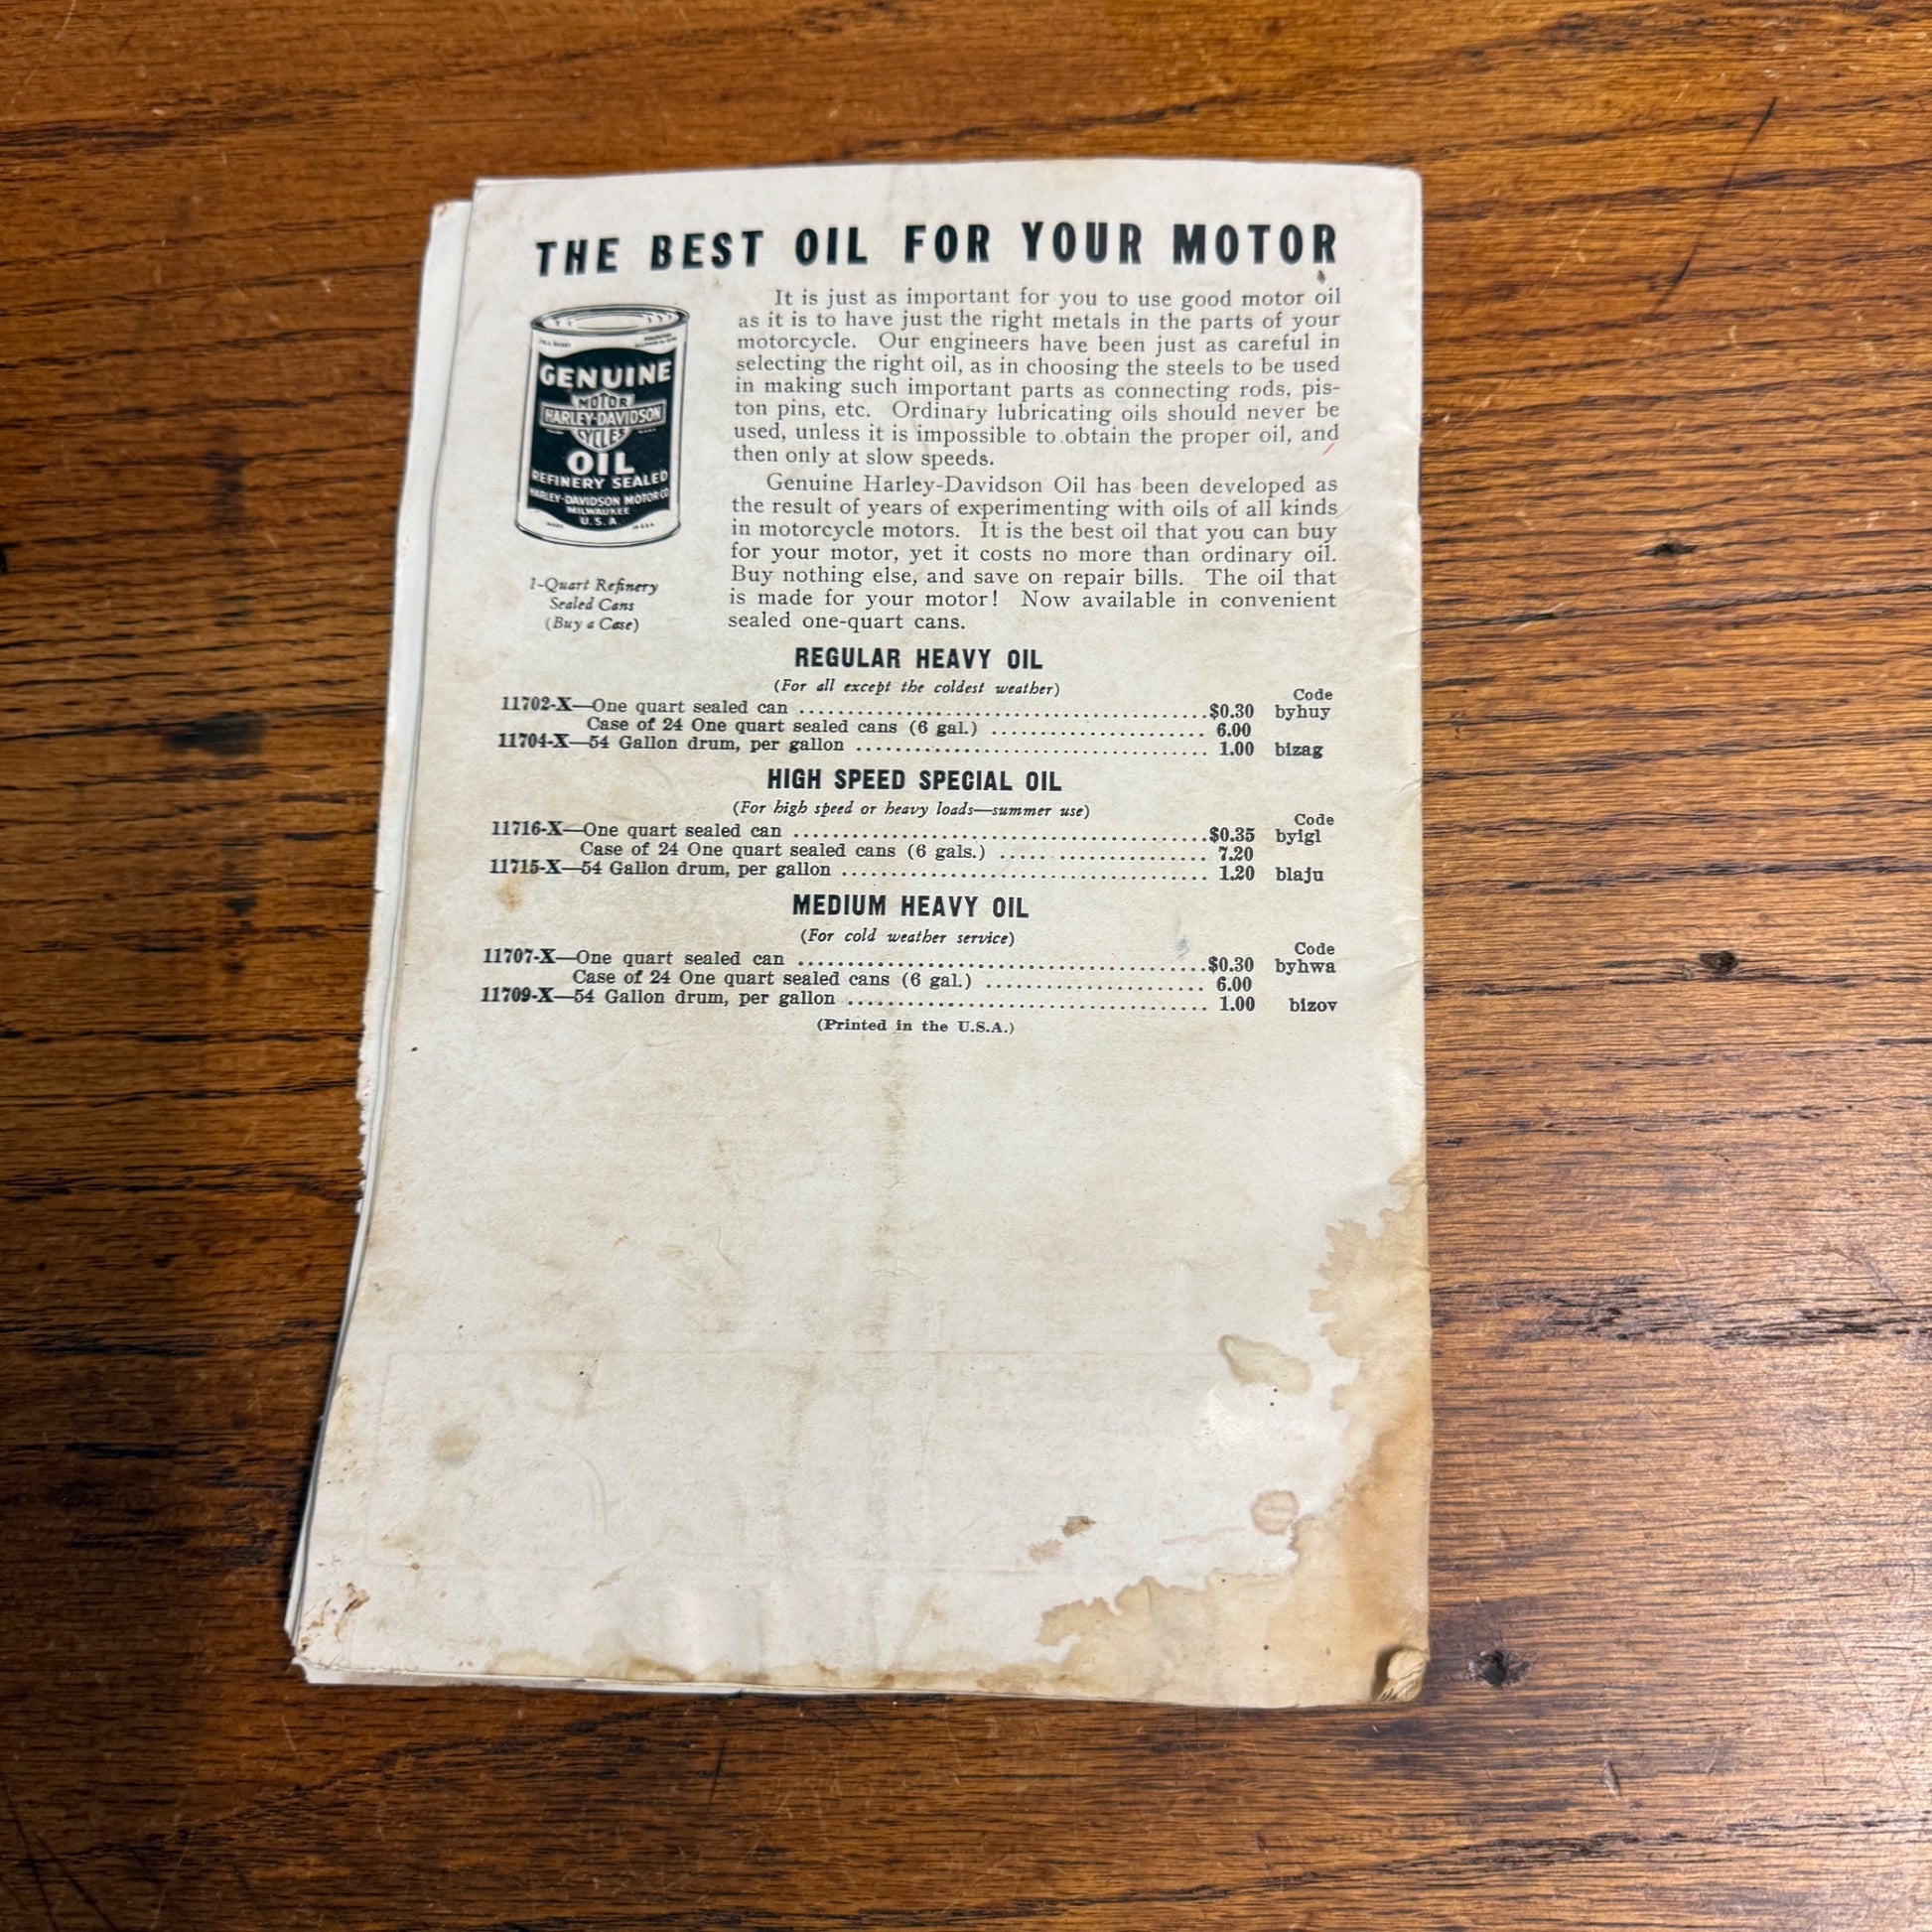 THE BEST OIL FOR YOUR MOTOR
GENUINE
MOTOR
HARLEY-DAVIDSON
CYCLES
OIL
REFINERY SEALED
HARLEY-DAVIDSON MOTOR CO
MILWAUKEE
U.S.A.
1-Quart Refinery
Sealed Cans
(Buy a Case)
It is just as important for you to use good motor oil
as it is to have just the right metals in the parts of your
motorcycle. Our engineers have been just as careful in
selecting the right oil, as in choosing the steels to be used
in making such important parts as connecting rods, pis-
ton pins, etc. Ordinary lubricating oils should never be
used, unless it is impossible to obtain the proper oil, and
then only at slow speeds.
Genuine Harley-Davidson Oil has been developed as
the result of years of experimenting with oils of all kinds
in motorcycle motors. It is the best oil that you can buy
for your motor, yet it costs no more than ordinary oil.
Buy nothing else, and save on repair bills. The oil that
is made for your motor! Now available in convenient
sealed one-quart cans.
REGULAR HEAVY OIL
(For all except the coldest weather)
Code
11702-X—One quart sealed can ........ $0.30 byhuy
Case of 24 One quart sealed cans (6 gal.) ........ 6.00
11704-X—54 Gallon drum, per gallon ........ 1.00 bizag
HIGH SPEED SPECIAL OIL
(For high speed or heavy loads—summer use)
Code
11716-X—One quart sealed can ........ $0.35 byigl
Case of 24 One quart sealed cans (6 gals.) ........ 7.20
11715-X—54 Gallon drum, per gallon ........ 1.20 blaju
MEDIUM HEAVY OIL
(For cold weather service)
Code
11707-X—One quart sealed can ........ $0.30 byhwa
Case of 24 One quart sealed cans (6 gal.) ........ 6.00
11709-X—54 Gallon drum, per gallon ........ 1.00 bizov
(Printed in the U.S.A.)